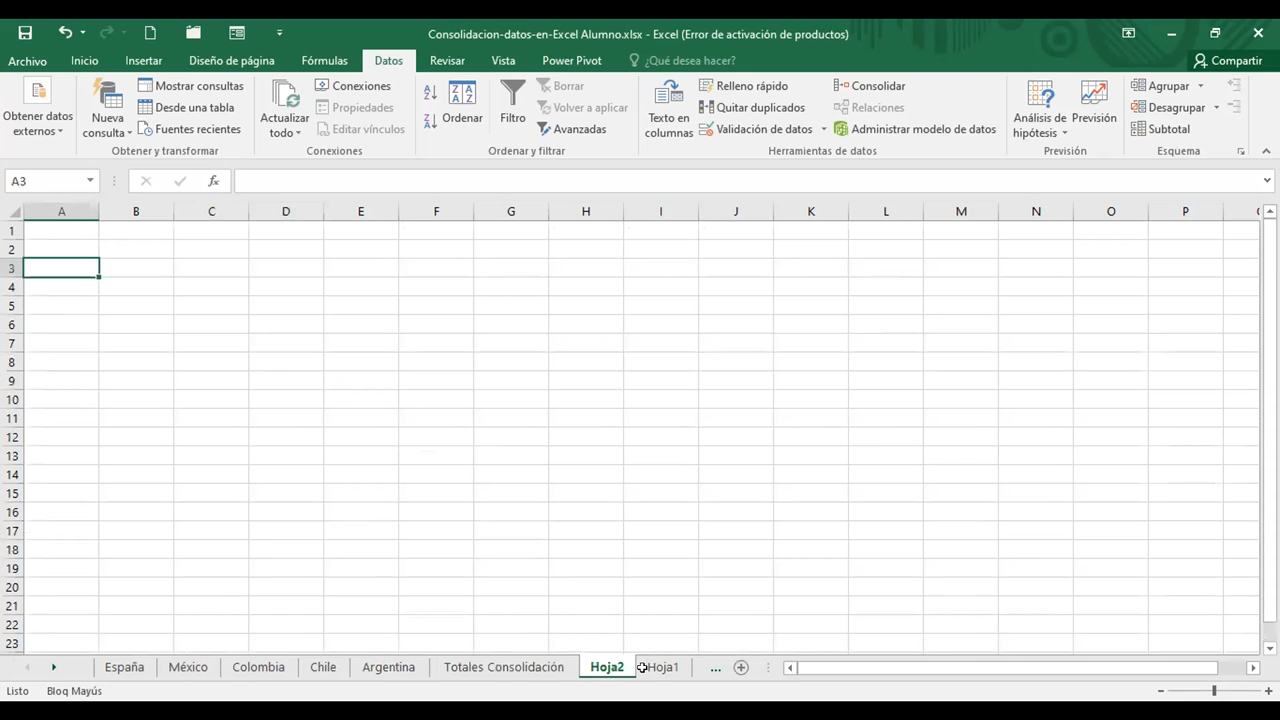 Consolidacion-datos-en-Excel Alumno.xlsx - Excel (Error de activación de productos)
Archivo Inicio Insertar Diseño de página Fórmulas Datos Revisar Vista Power Pivot ¿Qué desea hacer? Compartir
Obtener datos externos
Nueva consulta
Mostrar consultas
Desde una tabla
Fuentes recientes
Obtener y transformar
Actualizar todo
Conexiones
Propiedades
Editar vínculos
Conexiones
Ordenar
Filtro
Borrar
Volver a aplicar
Avanzadas
Ordenar y filtrar
Texto en columnas
Relleno rápido
Quitar duplicados
Validación de datos
Consolidar
Relaciones
Administrar modelo de datos
Herramientas de datos
Análisis de hipótesis
Previsión
Previsión
Agrupar
Desagrupar
Subtotal
Esquema
A3
fx
A B C D E F G H I J K L M N O P
1
2
3
4
5
6
7
8
9
10
11
12
13
14
15
16
17
18
19
20
21
22
23
España México Colombia Chile Argentina Totales Consolidación Hoja2 Hoja1 ...
Listo Bloq Mayús